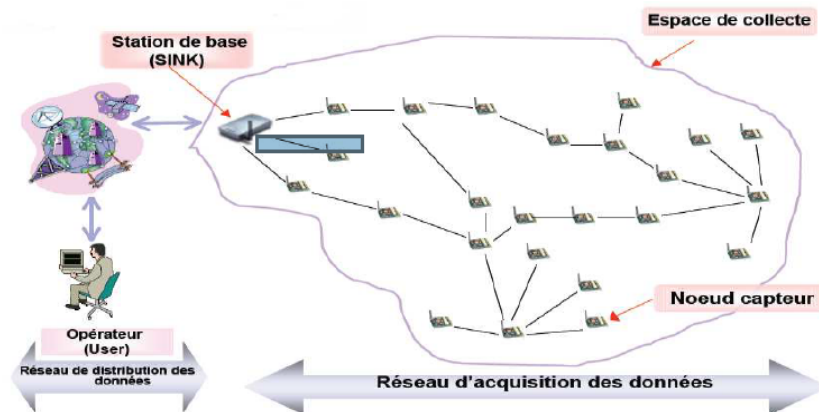 Espace de collecte
Station de base
(SINK)
Noeud capteur
Opérateur
(User)
Réseau de distribution des
données
Réseau d'acquisition des données